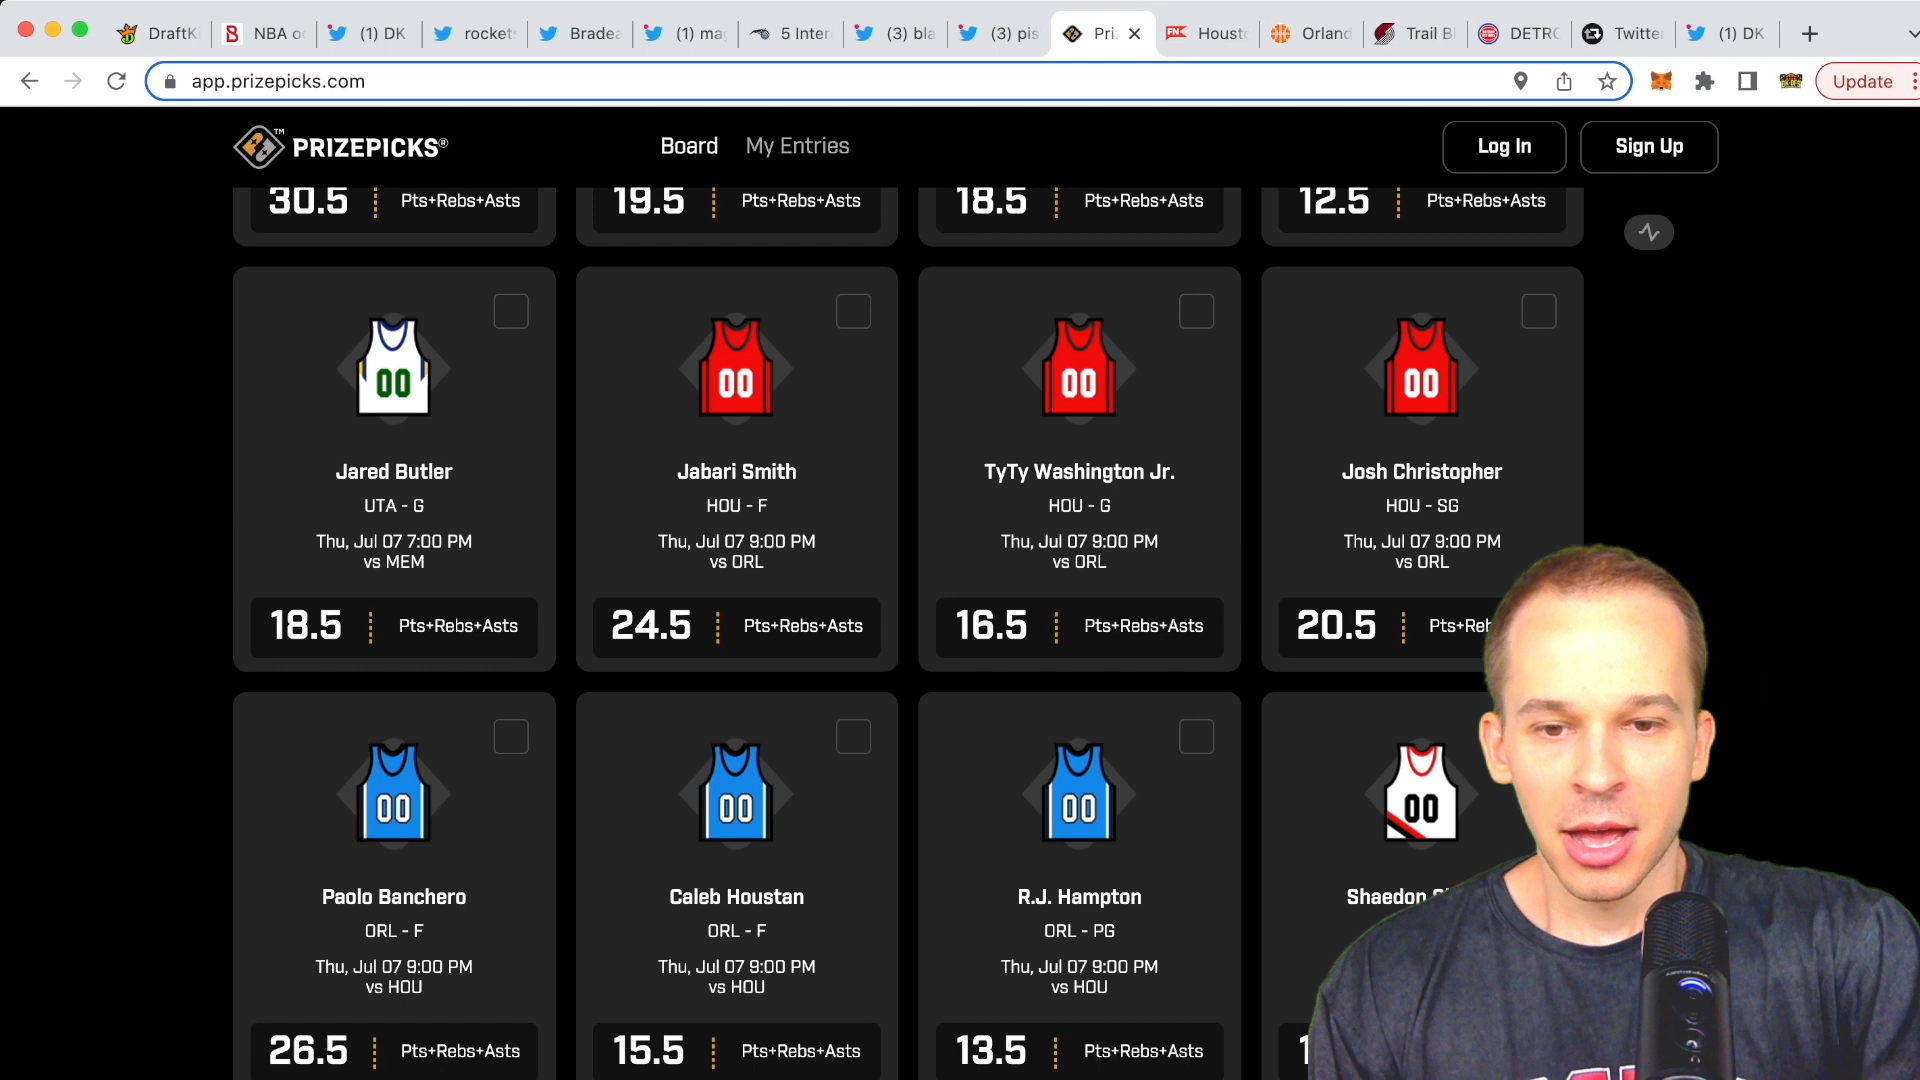 DraftKi
NBA o
(1) DK
rocket
Bradea
(1) ma
5 Inter
(3) bla
(3) pis
Pri
Houst
Orland
Trail Bl
DETRO
Twitter
(1) DK
app.prizepicks.com
Update
PRIZEPICKS®
Board
My Entries
Log In
Sign Up
30.5 Pts+Rebs+Asts
19.5 Pts+Rebs+Asts
18.5 Pts+Rebs+Asts
12.5 Pts+Rebs+Asts
00
Jared Butler
UTA - G
Thu, Jul 07 7:00 PM
vs MEM
18.5 Pts+Rebs+Asts
00
Jabari Smith
HOU - F
Thu, Jul 07 9:00 PM
vs ORL
24.5 Pts+Rebs+Asts
00
TyTy Washington Jr.
HOU - G
Thu, Jul 07 9:00 PM
vs ORL
16.5 Pts+Rebs+Asts
00
Josh Christopher
HOU - SG
Thu, Jul 07 9:00 PM
vs ORL
20.5 Pts+Reb
00
Paolo Banchero
ORL - F
Thu, Jul 07 9:00 PM
vs HOU
26.5 Pts+Rebs+Asts
00
Caleb Houstan
ORL - F
Thu, Jul 07 9:00 PM
vs HOU
15.5 Pts+Rebs+Asts
00
R.J. Hampton
ORL - PG
Thu, Jul 07 9:00 PM
vs HOU
13.5 Pts+Rebs+Asts
00
Shaedon